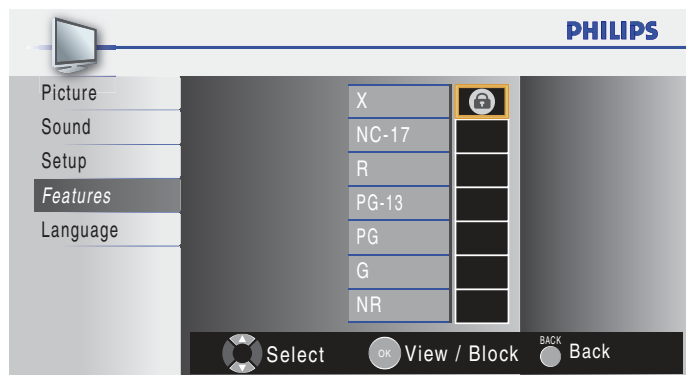 PHILIPS
Picture
Sound
Setup
Features
Language
X
NC-17
R
PG-13
PG
G
NR
Select
OK View / Block
BACK Back